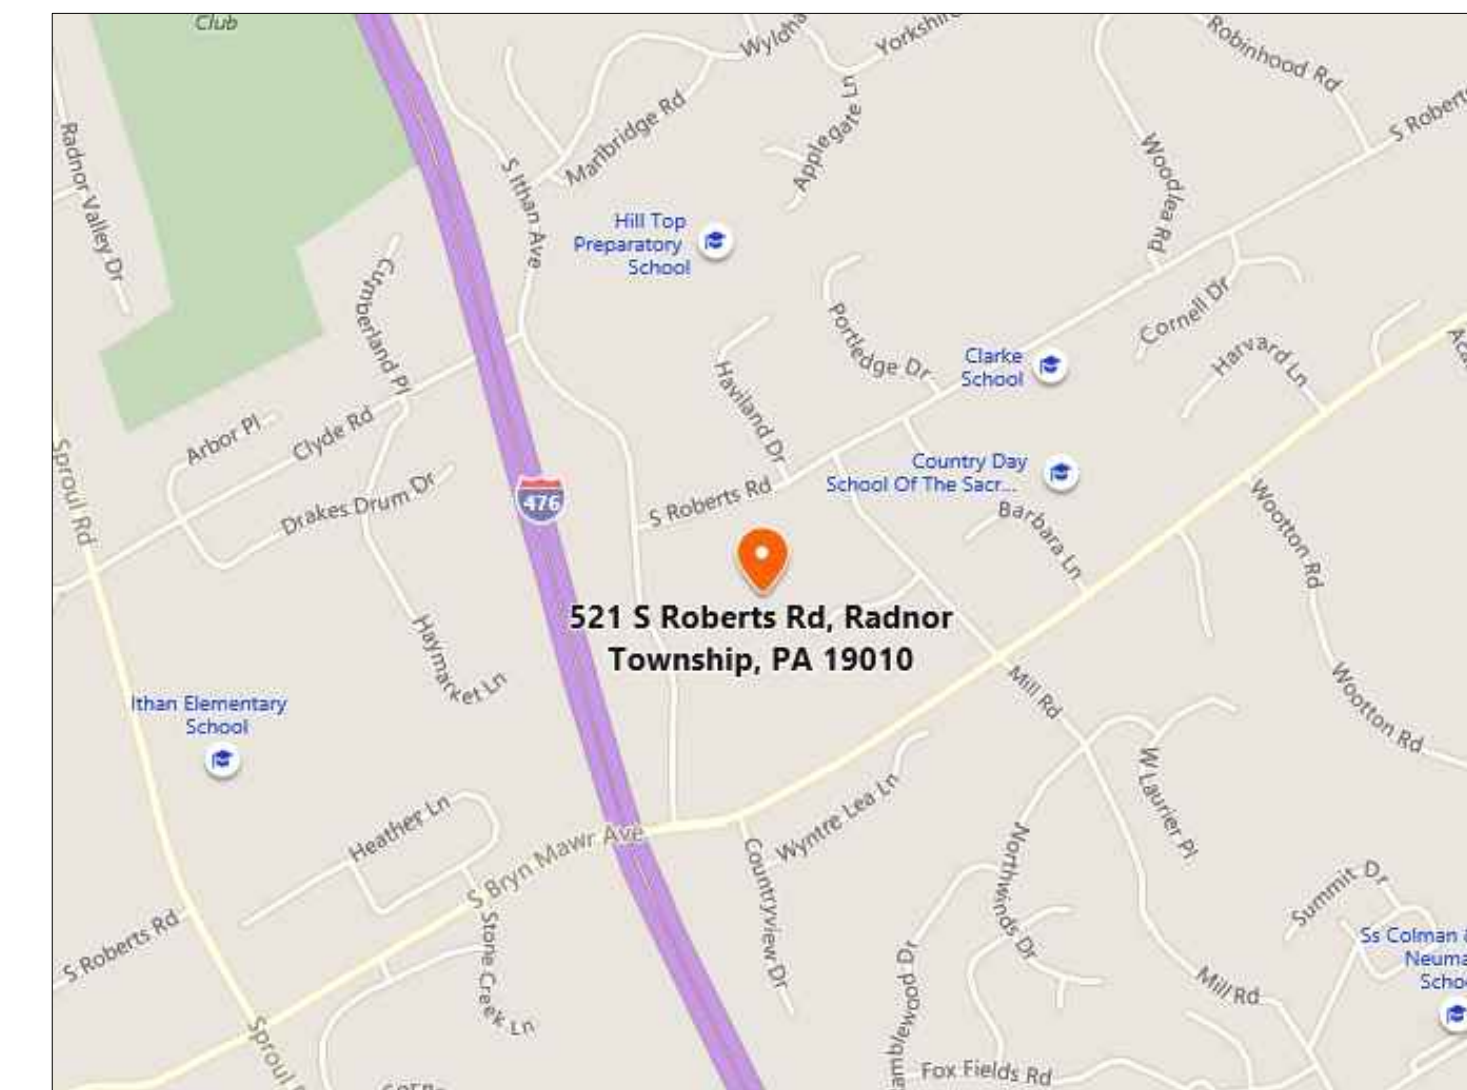 Club
Wyldh
Yorkshire
Robinhood Rd
S Roberts
Radnor Valley Dr
S Ithan Ave
Marlbridge Rd
Applegate Ln
Woodlea Rd
Hill Top
Preparatory
School
Cumberland Pl
Portledge Dr
Cornell Dr
Harvard Ln
Clarke
School
Haviland Dr
Arbor Pl
Clyde Rd
Sproul Rd
Drakes Drum Dr
476
S Roberts Rd
Country Day
School Of The Sacr...
Barbara Ln
Wootton Rd
521 S Roberts Rd, Radnor
Township, PA 19010
Haymarket Ln
Ithan Elementary
School
Mill Rd
Wootton Rd
W Laurier Pl
Heather Ln
S Bryn Mawr Ave
Wyntre Lea Ln
Countryview Dr
Northwinds Dr
Summit Dr
S Roberts Rd
Stone Creek Ln
Ss Colman
Neuma
Schoo
Mill Rd
amblewood Dr
Sproul
Fox Fields Rd